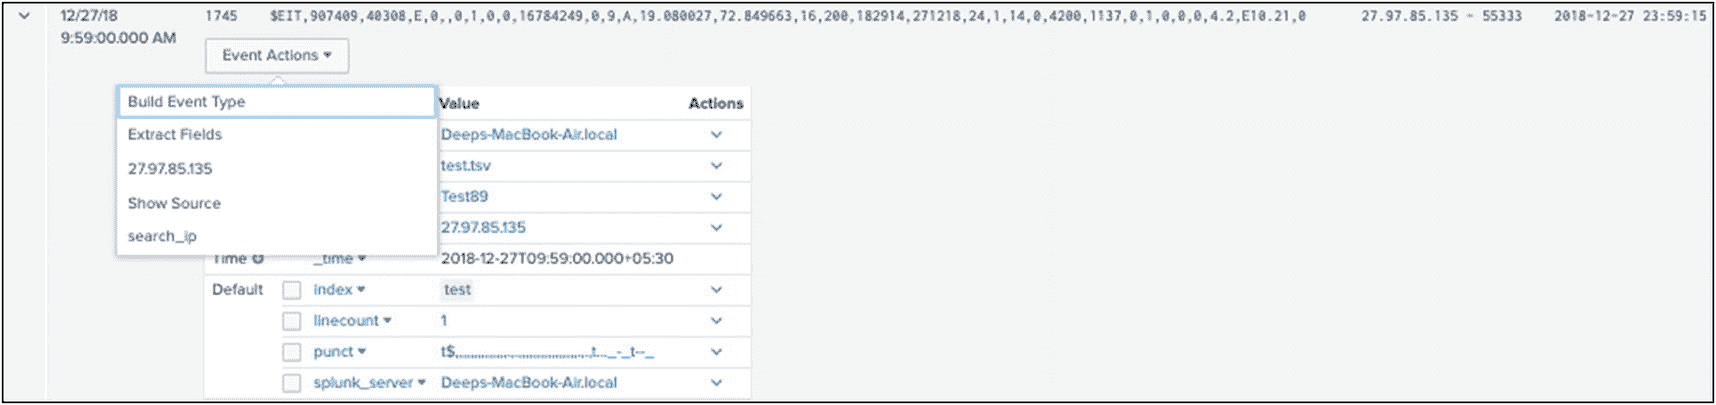 12/27/18 1745 $EIT,907409,40308,E,0,,0,1,0,0,16784249,0,9,A,19.080027,72.849663,16,200,182914,271218,24,1,14,0,4200,1137,0,1,0,0,0,4.2,E10.21,0 27.97.85.135 - 55333 2018-12-27 23:59:15
9:59:00.000 AM
Event Actions
Build Event Type Value Actions
Extract Fields Deeps-MacBook-Air.local
27.97.85.135 test.tsv
Show Source Test89
search_ip 27.97.85.135
Time _time 2018-12-27T09:59:00.000+05:30
Default index test
linecount 1
punct
splunk_server Deeps-MacBook-Air.local